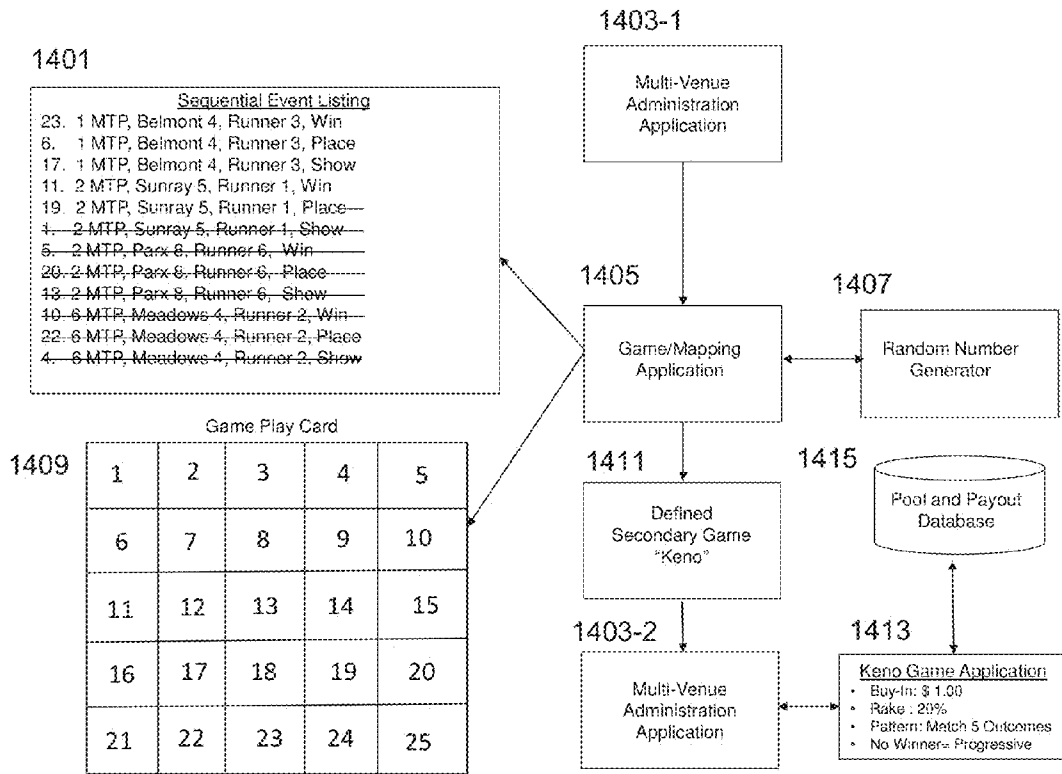 1403-1
1401
Sequential Event Listing
23. 1 MTP, Belmont 4, Runner 3, Win
6. 1 MTP, Belmont 4, Runner 3, Place
17. 1 MTP, Belmont 4, Runner 3, Show
11. 2 MTP, Sunray 5, Runner 1, Win
19. 2 MTP, Sunray 5, Runner 1, Place
1. 2 MTP, Sunray 5, Runner 1, Show
5. 2 MTP, Parx 8, Runner 6, Win
20. 2 MTP, Parx 8, Runner 6, Place
13. 2 MTP, Parx 8, Runner 6, Show
10. 6 MTP, Meadows 4, Runner 2, Win
22. 6 MTP, Meadows 4, Runner 2, Place
4. 6 MTP, Meadows 4, Runner 2, Show
Multi-Venue
Administration
Application
1405
Game/Mapping
Application
1407
Random Number
Generator
Game Play Card
1409
1 2 3 4 5
6 7 8 9 10
11 12 13 14 15
16 17 18 19 20
21 22 23 24 25
1411
Defined
Secondary Game
"Keno"
1415
Pool and Payout
Database
1403-2
Multi-Venue
Administration
Application
1413
Keno Game Application
• Buy-In: $ 1.00
• Rake : 20%
• Pattern: Match 5 Outcomes
• No Winner= Progressive